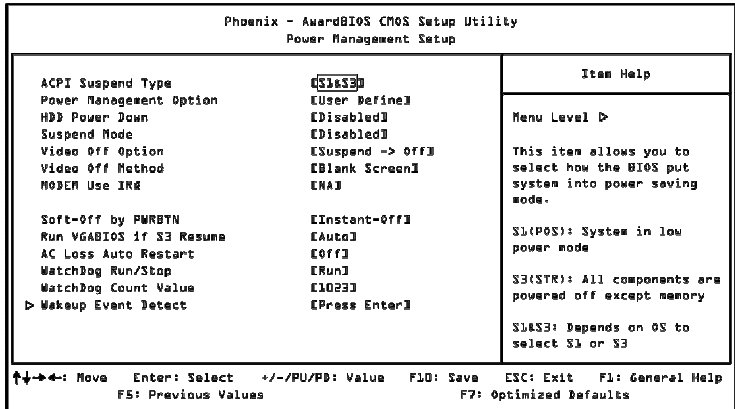 Phoenix - AwardBIOS CMOS Setup Utility
Power Management Setup
ACPI Suspend Type [S1&S3]
Power Management Option [User Define]
HDD Power Down [Disabled]
Suspend Mode [Disabled]
Video Off Option [Suspend -> Off]
Video Off Method [Blank Screen]
MODEM Use IRQ [NA]
Soft-Off by PWRBTN [Instant-Off]
Run VGABIOS if S3 Resume [Auto]
AC Loss Auto Restart [Off]
WatchDog Run/Stop [Run]
WatchDog Count Value [1023]
▷ Wakeup Event Detect [Press Enter]
Item Help
Menu Level ▷
This item allows you to
select how the BIOS put
system into power saving
mode.
S1(POS): System in low
power mode
S3(STR): All components are
powered off except memory
S1&S3: Depends on OS to
select S1 or S3
↑↓→←: Move Enter: Select +/-/PU/PD: Value F10: Save ESC: Exit F1: General Help
F5: Previous Values F7: Optimized Defaults